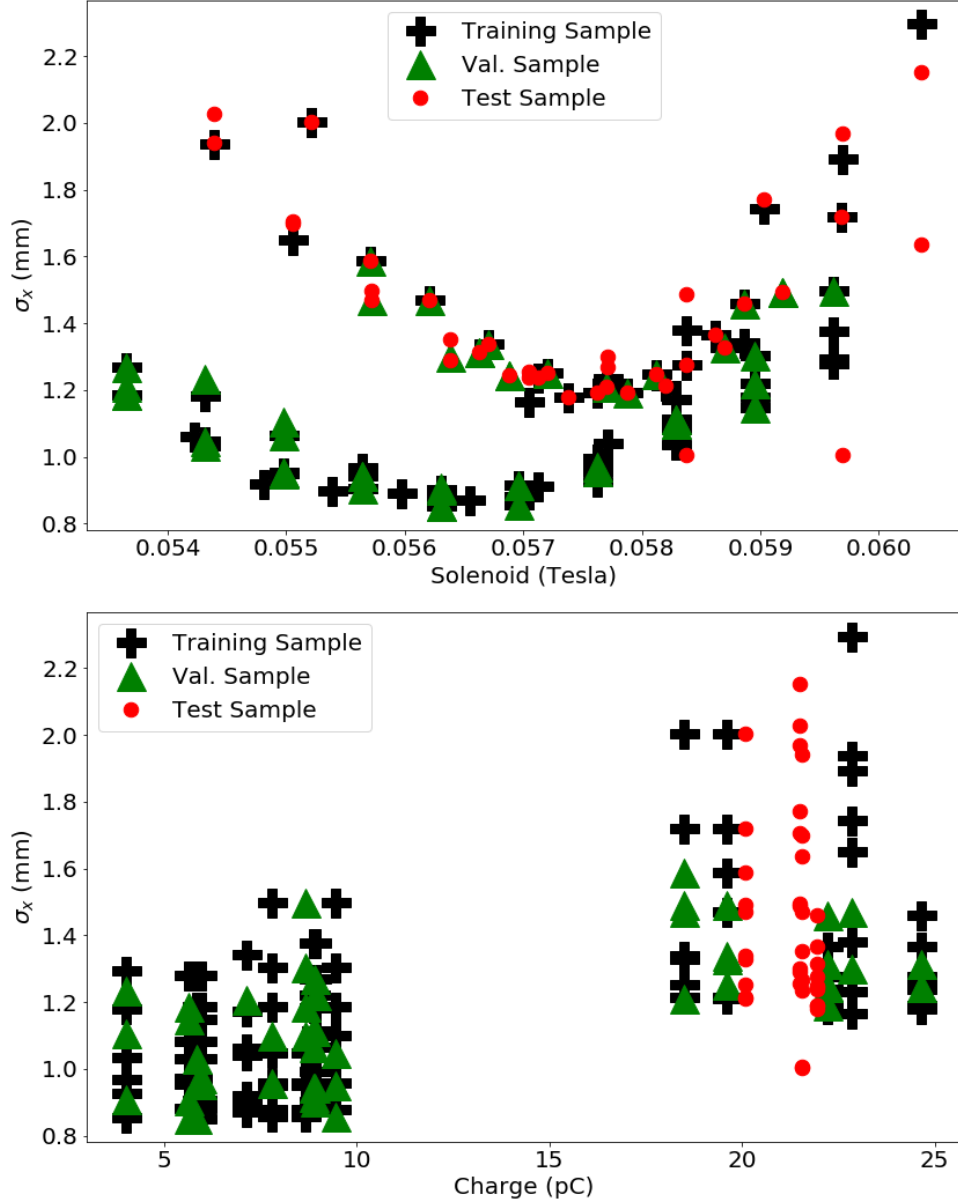 Training Sample
Val. Sample
Test Sample
2.2
2.0
1.8
1.6
1.4
1.2
1.0
0.8
σx (mm)
0.054 0.055 0.056 0.057 0.058 0.059 0.060
Solenoid (Tesla)
Training Sample
Val. Sample
Test Sample
2.2
2.0
1.8
1.6
1.4
1.2
1.0
0.8
σx (mm)
5 10 15 20 25
Charge (pC)